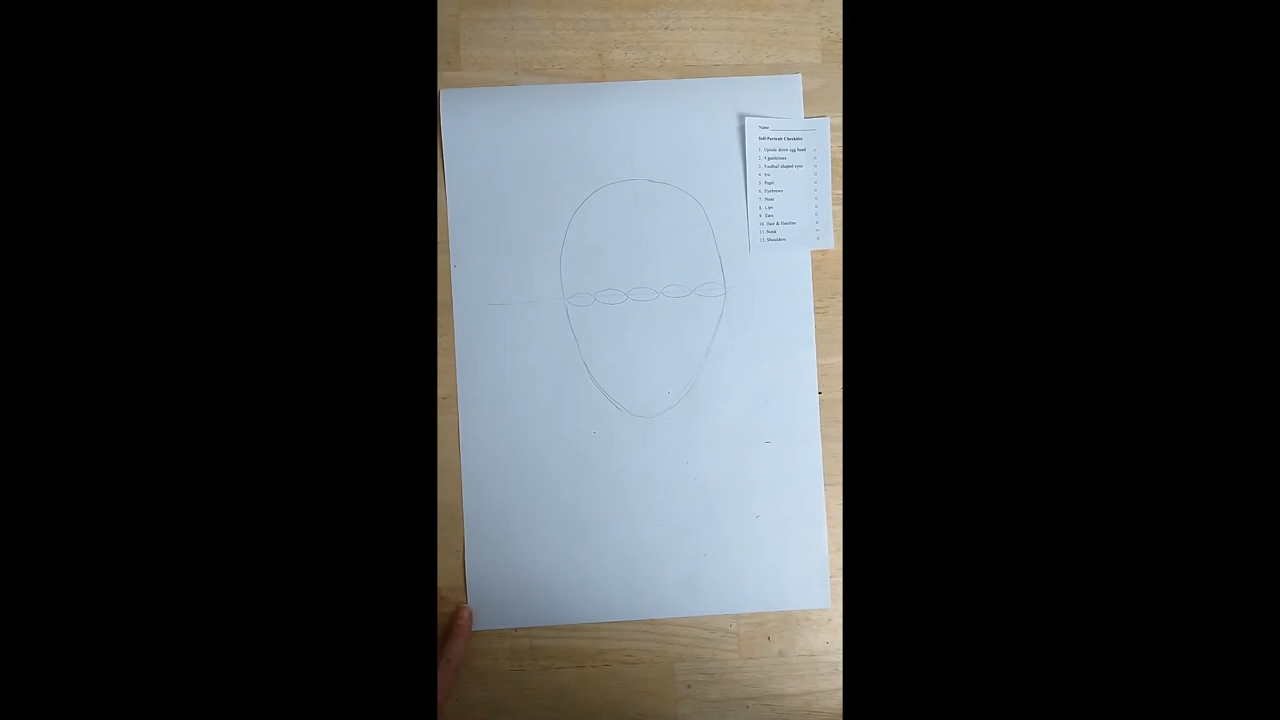 Name
Self-Portrait Checklist:
1. Upside down egg head
2. 4 guidelines
3. Football shaped eyes
4. Iris
5. Pupil
6. Eyebrows
7. Nose
8. Lips
9. Ears
10. Hair & Hairline
11. Neck
12. Shoulders